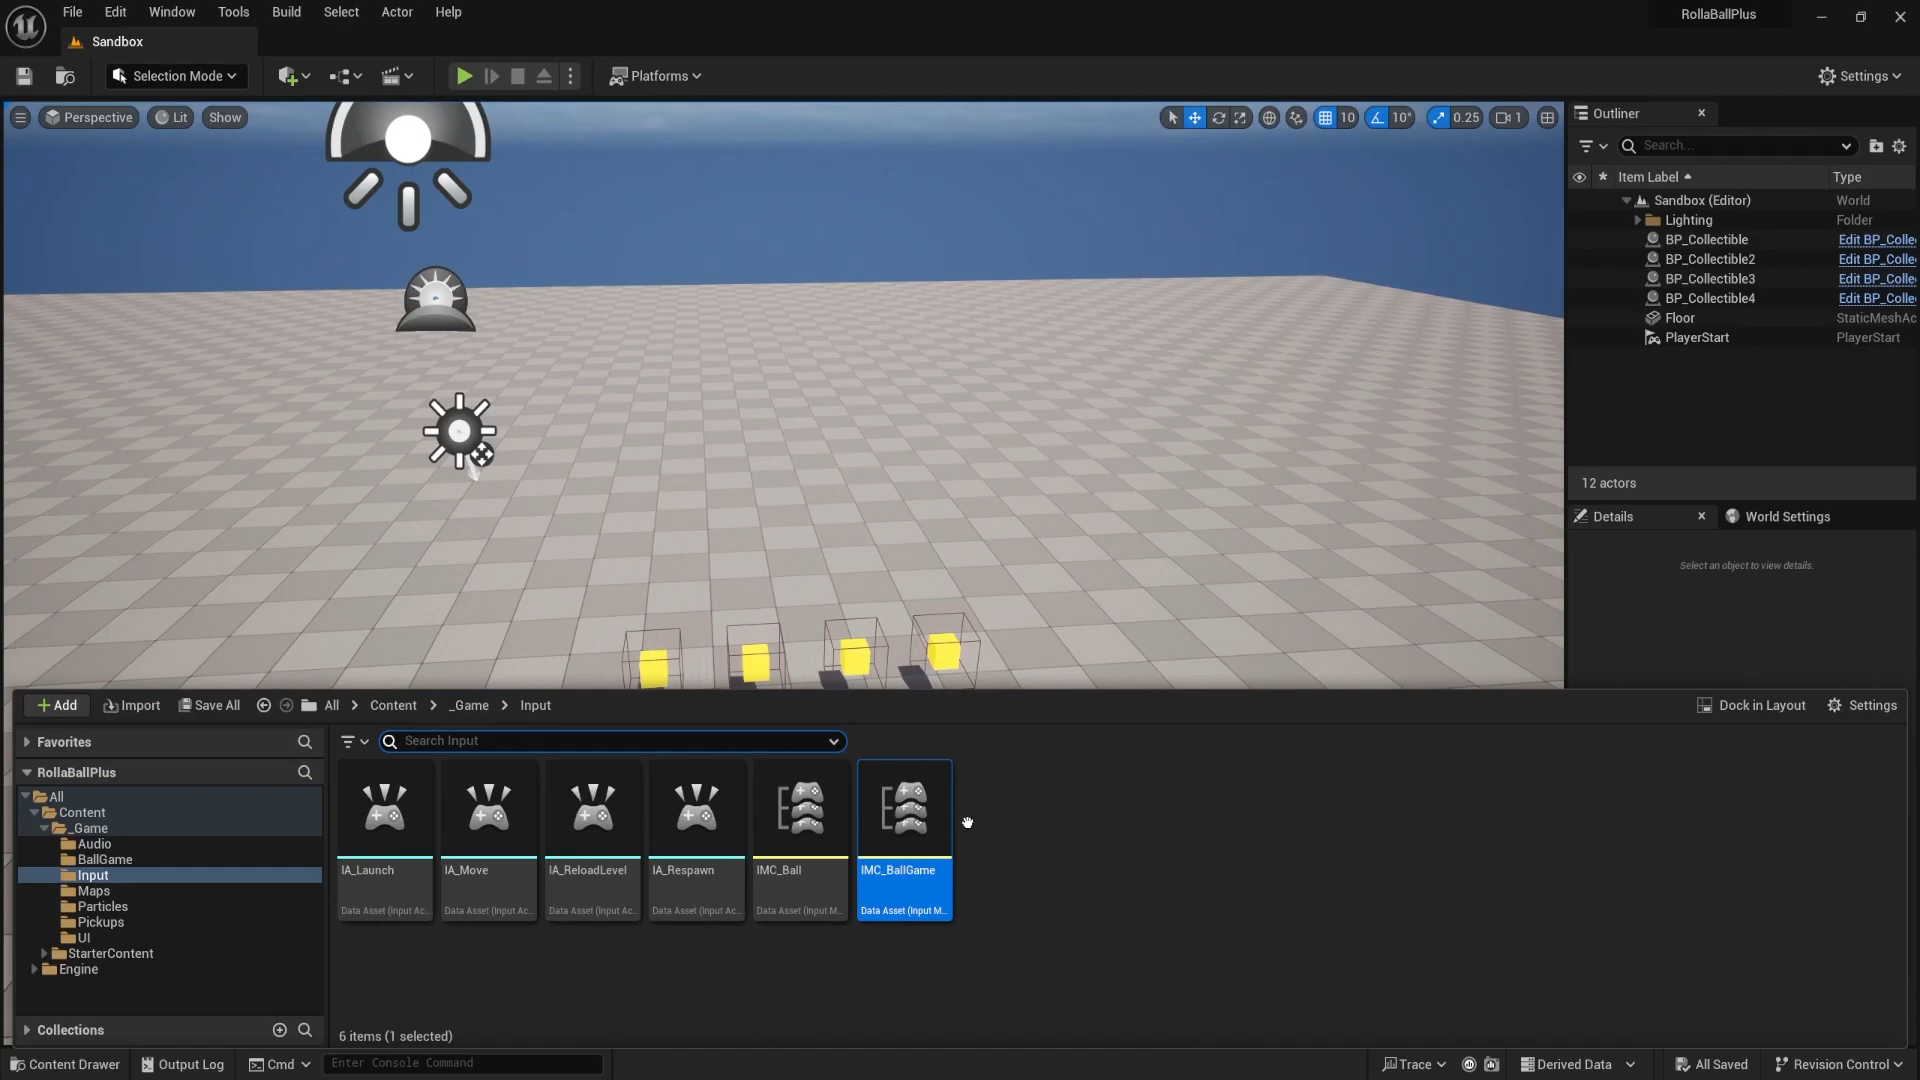 File Edit Window Tools Build Select Actor Help
RollaBallPlus
Sandbox
Selection Mode
Platforms
Settings
Perspective Lit Show
10 10° 0.25 1
Outliner
Search...
Item Label Type
Sandbox (Editor) World
Lighting Folder
BP_Collectible Edit BP_Colle
BP_Collectible2 Edit BP_Colle
BP_Collectible3 Edit BP_Colle
BP_Collectible4 Edit BP_Colle
Floor StaticMeshAc
PlayerStart PlayerStart
12 actors
Details World Settings
Select an object to view details.
Add Import Save All All Content _Game Input Dock in Layout Settings
Favorites
Search Input
RollaBallPlus
All
Content
_Game
Audio
BallGame
Input
Maps
Particles
Pickups
UI
StarterContent
Engine
IA_Launch IA_Move IA_ReloadLevel IA_Respawn IMC_Ball IMC_BallGame
Data Asset (Input Ac... Data Asset (Input Ac... Data Asset (Input Ac... Data Asset (Input Ac... Data Asset (Input M... Data Asset (Input M...
Collections
6 items (1 selected)
Content Drawer Output Log Cmd Enter Console Command Trace Derived Data All Saved Revision Control